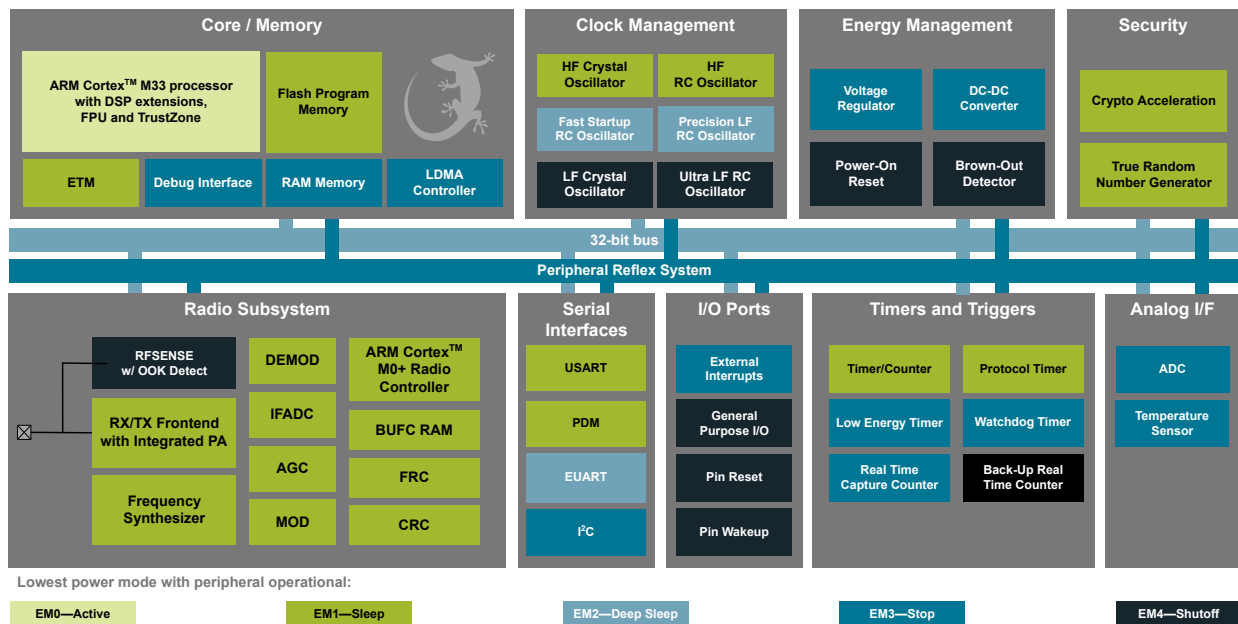 Core / Memory
ARM Cortex™ M33 processor
with DSP extensions,
FPU and TrustZone
Flash Program
Memory
ETM
Debug Interface
RAM Memory
LDMA
Controller
Clock Management
HF Crystal
Oscillator
HF
RC Oscillator
Fast Startup
RC Oscillator
Precision LF
RC Oscillator
LF Crystal
Oscillator
Ultra LF RC
Oscillator
Energy Management
Voltage
Regulator
DC-DC
Converter
Power-On
Reset
Brown-Out
Detector
Security
Crypto Acceleration
True Random
Number Generator
32-bit bus
Peripheral Reflex System
Radio Subsystem
RFSENSE
w/ OOK Detect
RX/TX Frontend
with Integrated PA
Frequency
Synthesizer
DEMOD
IFADC
AGC
MOD
ARM Cortex™
M0+ Radio
Controller
BUFC RAM
FRC
CRC
Serial
Interfaces
USART
PDM
EUART
I²C
I/O Ports
External
Interrupts
General
Purpose I/O
Pin Reset
Pin Wakeup
Timers and Triggers
Timer/Counter
Protocol Timer
Low Energy Timer
Watchdog Timer
Real Time
Capture Counter
Back-Up Real
Time Counter
Analog I/F
ADC
Temperature
Sensor
Lowest power mode with peripheral operational:
EM0—Active
EM1—Sleep
EM2—Deep Sleep
EM3—Stop
EM4—Shutoff